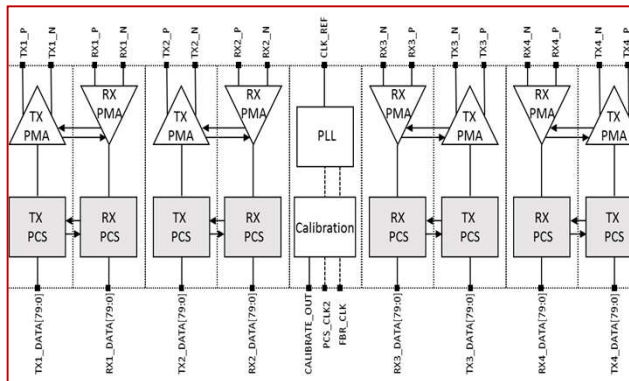 TX1_P
TX1_N
RX1_P
RX1_N
TX2_P
TX2_N
RX2_P
RX2_N
CLK_REF
RX3_N
RX3_P
TX3_N
TX3_P
RX4_N
RX4_P
TX4_N
TX4_P
TX
PMA
RX
PMA
TX
PMA
RX
PMA
PLL
RX
PMA
TX
PMA
RX
PMA
TX
PMA
TX
PCS
RX
PCS
TX
PCS
RX
PCS
Calibration
RX
PCS
TX
PCS
RX
PCS
TX
PCS
TX1_DATA[79:0]
RX1_DATA[79:0]
TX2_DATA[79:0]
RX2_DATA[79:0]
CALIBRATE_OUT
PCS_CLK2
FBR_CLK
RX3_DATA[79:0]
TX3_DATA[79:0]
RX4_DATA[79:0]
TX4_DATA[79:0]